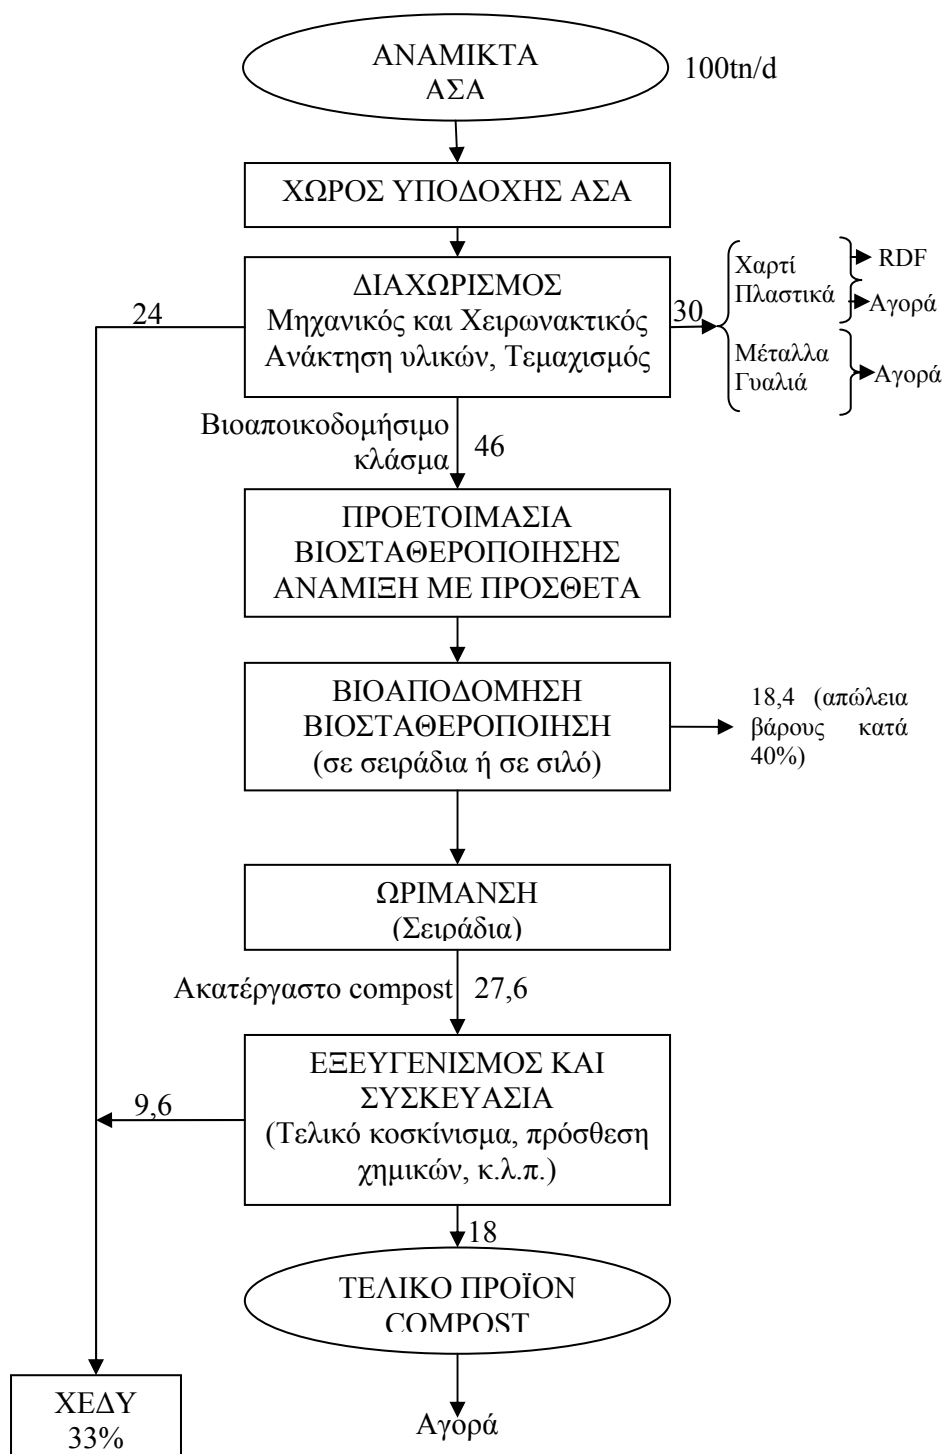 ΑΝΑΜΙΚΤΑ
ΑΣΑ
100tn/d
ΧΩΡΟΣ ΥΠΟΔΟΧΗΣ ΑΣΑ
ΔΙΑΧΩΡΙΣΜΟΣ
Μηχανικός και Χειρωνακτικός
Ανάκτηση υλικών, Τεμαχισμός
24
30
Χαρτί
Πλαστικά
RDF
Αγορά
Μέταλλα
Γυαλιά
Αγορά
Βιοαποικοδομήσιμο
κλάσμα
46
ΠΡΟΕΤΟΙΜΑΣΙΑ
ΒΙΟΣΤΑΘΕΡΟΠΟΙΗΣΗΣ
ΑΝΑΜΙΞΗ ΜΕ ΠΡΟΣΘΕΤΑ
ΒΙΟΑΠΟΔΟΜΗΣΗ
ΒΙΟΣΤΑΘΕΡΟΠΟΙΗΣΗ
(σε σειράδια ή σε σιλό)
18,4 (απώλεια
βάρους κατά
40%)
ΩΡΙΜΑΝΣΗ
(Σειράδια)
Ακατέργαστο compost
27,6
ΕΞΕΥΓΕΝΙΣΜΟΣ ΚΑΙ
ΣΥΣΚΕΥΑΣΙΑ
(Τελικό κοσκίνισμα, πρόσθεση
χημικών, κ.λ.π.)
9,6
18
ΤΕΛΙΚΟ ΠΡΟΪΟΝ
COMPOST
ΧΕΔΥ
33%
Αγορά